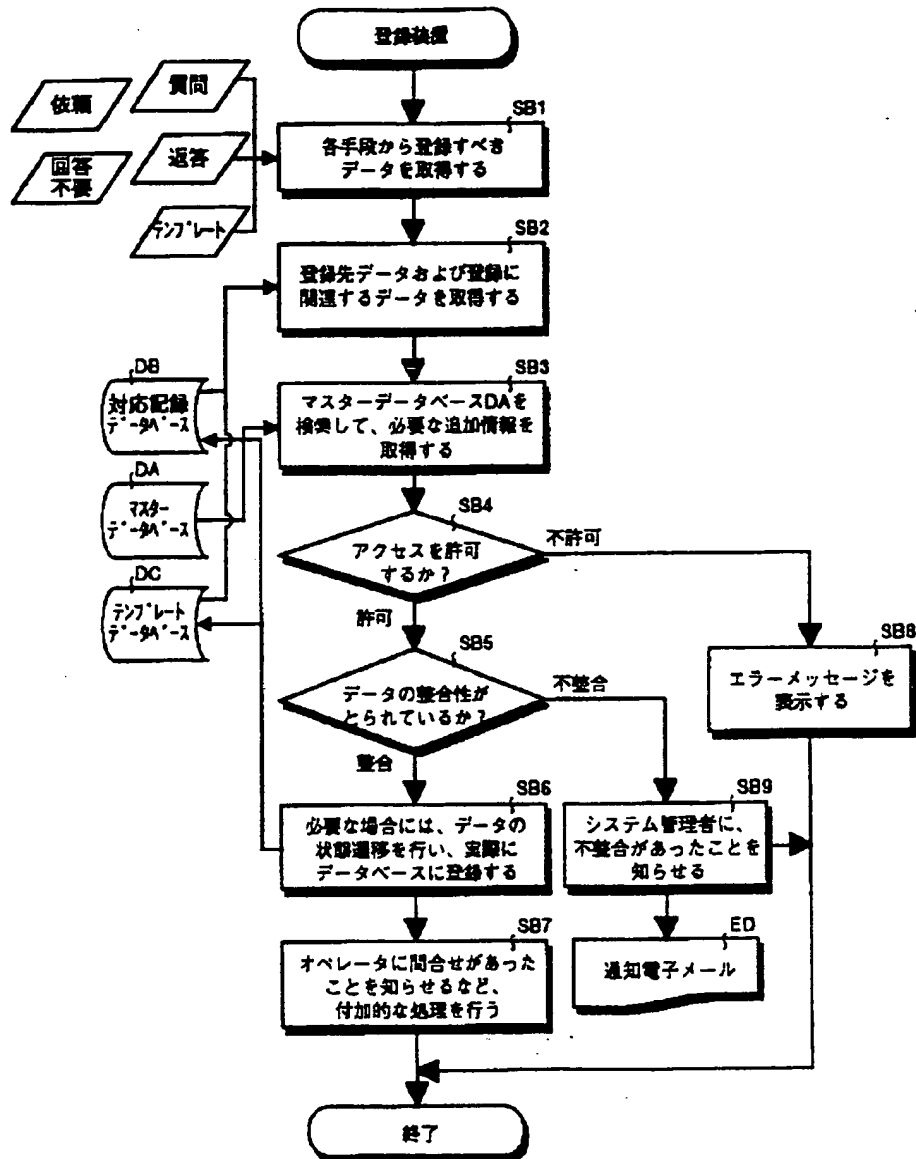 登録装置
依頼
質問
回答
不要
返答
テンプレート
SB1
各手段から登録すべき
データを取得する
SB2
登録先データおよび登録に
関連するデータを取得する
DB
対応記録
データベース
SB3
マスターデータベースDAを
検索して、必要な追加情報を
取得する
DA
マスター
データベース
SB4
アクセスを許可
するか？
不許可
許可
DC
テンプレート
データベース
SB5
データの整合性が
とられているか？
不整合
整合
SB8
エラーメッセージを
表示する
SB6
必要な場合には、データの
状態遷移を行い、実際に
データベースに登録する
SB9
システム管理者に、
不整合があったことを
知らせる
SB7
オペレータに問合せがあった
ことを知らせるなど、
付加的な処理を行う
ED
通知電子メール
終了